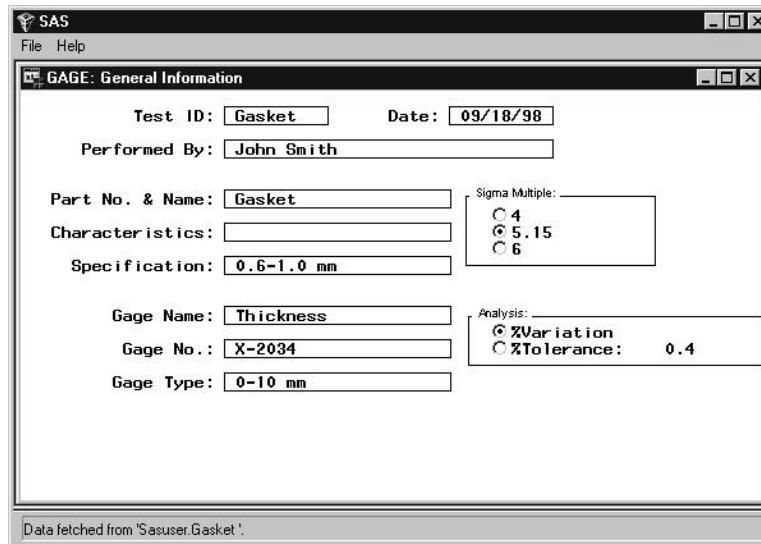 SAS
File Help
GAGE: General Information
Test ID: Gasket Date: 09/18/98
Performed By: John Smith
Part No. & Name: Gasket
Characteristics:
Specification: 0.6-1.0 mm
Sigma Multiple:
4
5.15
6
Gage Name: Thickness
Gage No.: X-2034
Gage Type: 0-10 mm
Analysis:
%Variation
%Tolerance: 0.4
Data fetched from 'Sasuser.Gasket '.